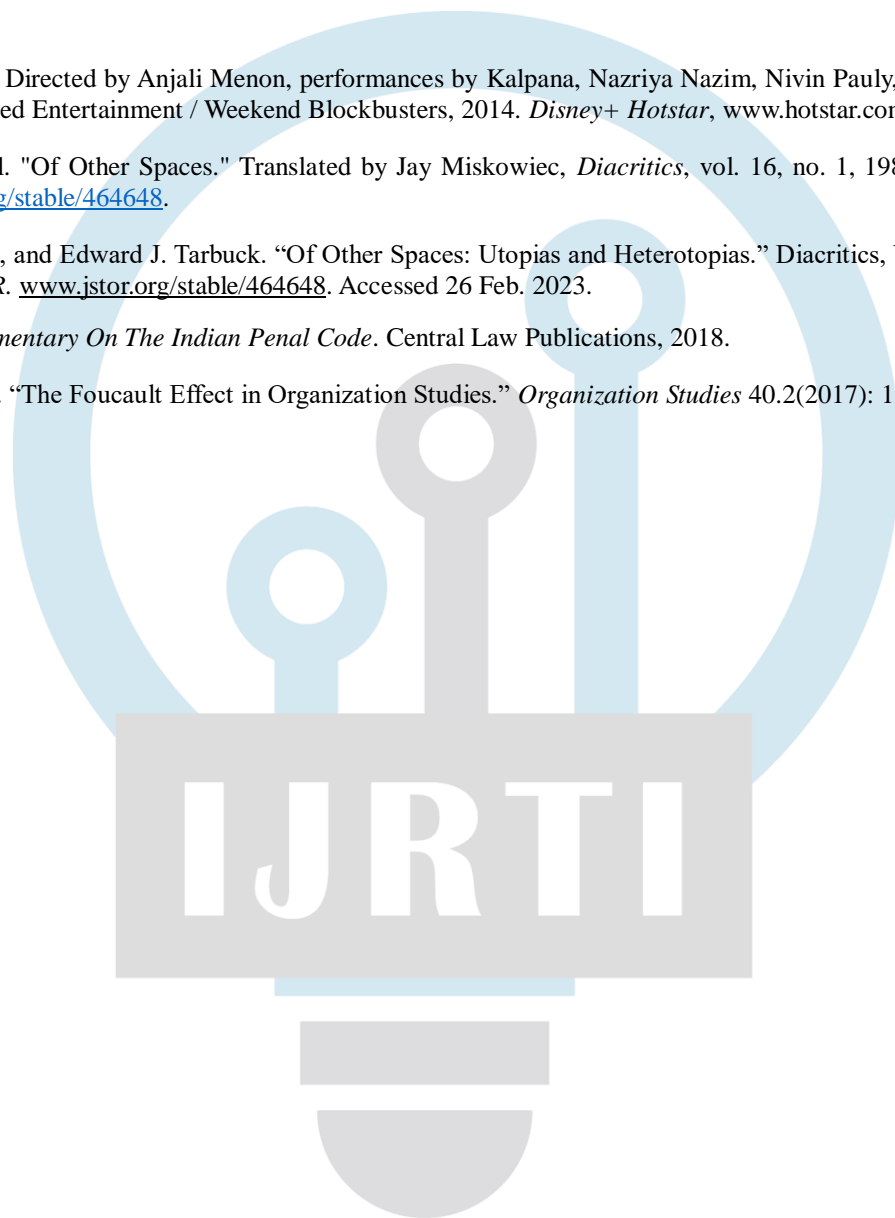 Directed by Anjali Menon, performances by Kalpana, Nazriya Nazim, Nivin Pauly,
ed Entertainment / Weekend Blockbusters, 2014. Disney+ Hotstar, www.hotstar.com
l. "Of Other Spaces." Translated by Jay Miskowiec, Diacritics, vol. 16, no. 1, 198
g/stable/464648.
, and Edward J. Tarbuck. “Of Other Spaces: Utopias and Heterotopias.” Diacritics,
R. www.jstor.org/stable/464648. Accessed 26 Feb. 2023.
mentary On The Indian Penal Code. Central Law Publications, 2018.
. “The Foucault Effect in Organization Studies.” Organization Studies 40.2(2017): 1
IJRTI